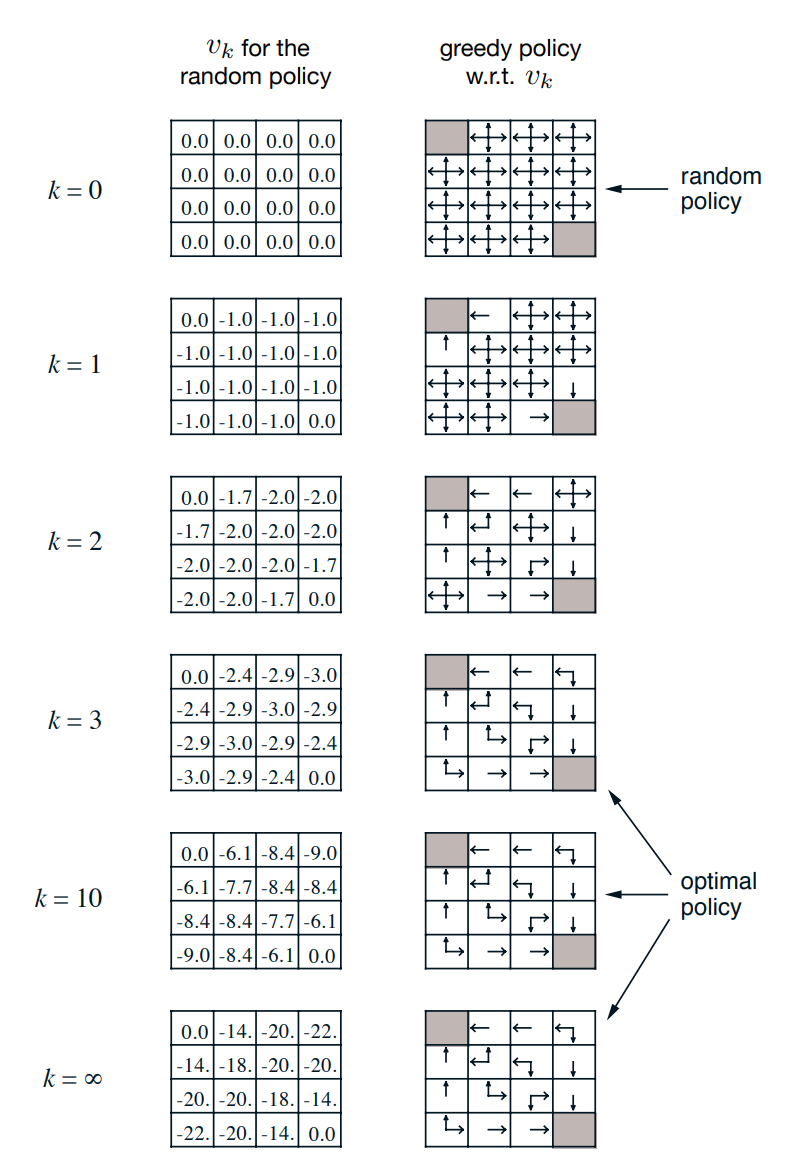 v_k for the
random policy
greedy policy
w.r.t. v_k
k = 0
0.0 0.0 0.0 0.0
0.0 0.0 0.0 0.0
0.0 0.0 0.0 0.0
0.0 0.0 0.0 0.0
random
policy
k = 1
0.0 -1.0 -1.0 -1.0
-1.0 -1.0 -1.0 -1.0
-1.0 -1.0 -1.0 -1.0
-1.0 -1.0 -1.0 0.0
k = 2
0.0 -1.7 -2.0 -2.0
-1.7 -2.0 -2.0 -2.0
-2.0 -2.0 -2.0 -1.7
-2.0 -2.0 -1.7 0.0
k = 3
0.0 -2.4 -2.9 -3.0
-2.4 -2.9 -3.0 -2.9
-2.9 -3.0 -2.9 -2.4
-3.0 -2.9 -2.4 0.0
k = 10
0.0 -6.1 -8.4 -9.0
-6.1 -7.7 -8.4 -8.4
-8.4 -8.4 -7.7 -6.1
-9.0 -8.4 -6.1 0.0
optimal
policy
k = ∞
0.0 -14. -20. -22.
-14. -18. -20. -20.
-20. -20. -18. -14.
-22. -20. -14. 0.0